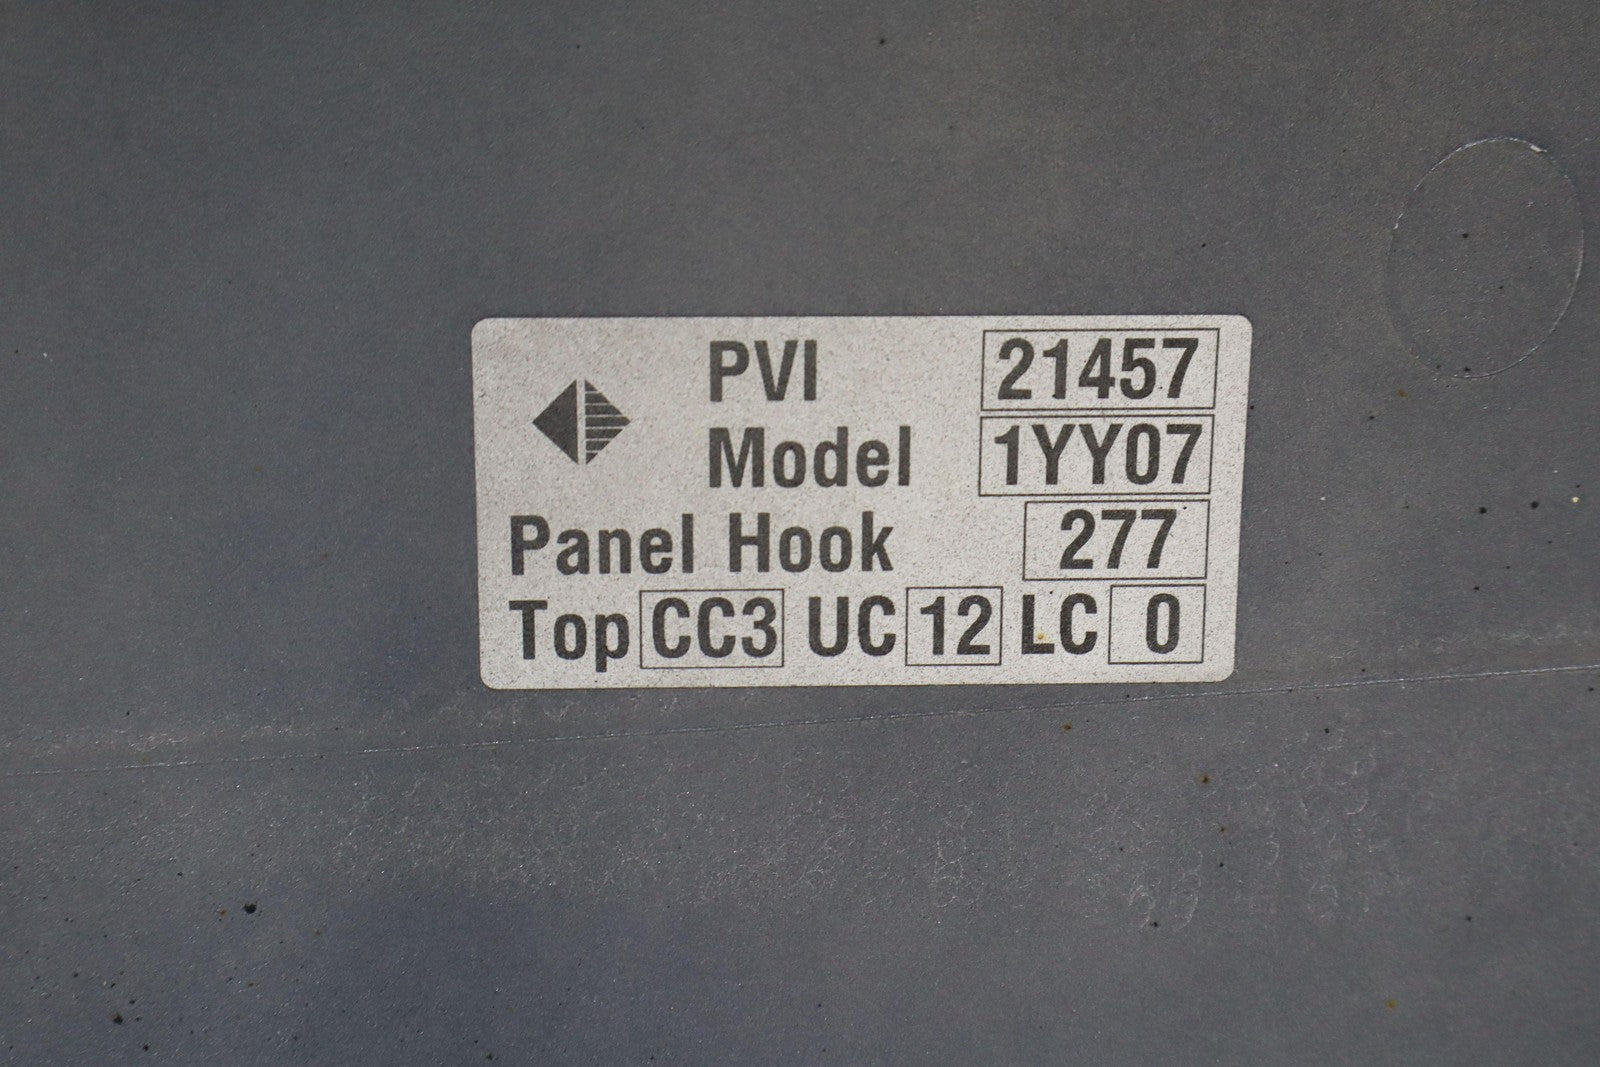 PVI 21457
Model 1YY07
Panel Hook 277
Top CC3 UC 12 LC 0